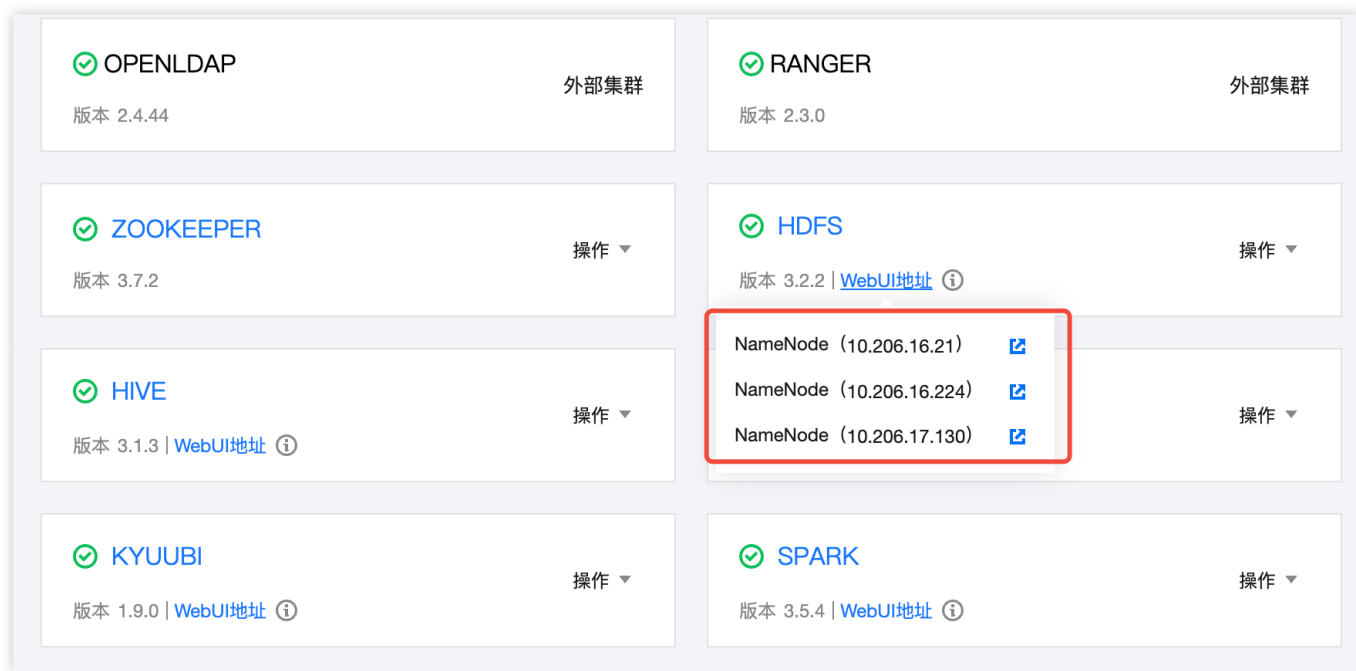 OPENLDAP
外部集群
版本 2.4.44
RANGER
外部集群
版本 2.3.0
ZOOKEEPER
操作
版本 3.7.2
HDFS
操作
版本 3.2.2 | WebUI地址
NameNode（10.206.16.21）
NameNode（10.206.16.224）
NameNode（10.206.17.130）
HIVE
操作
版本 3.1.3 | WebUI地址
操作
KYUUBI
操作
版本 1.9.0 | WebUI地址
SPARK
操作
版本 3.5.4 | WebUI地址